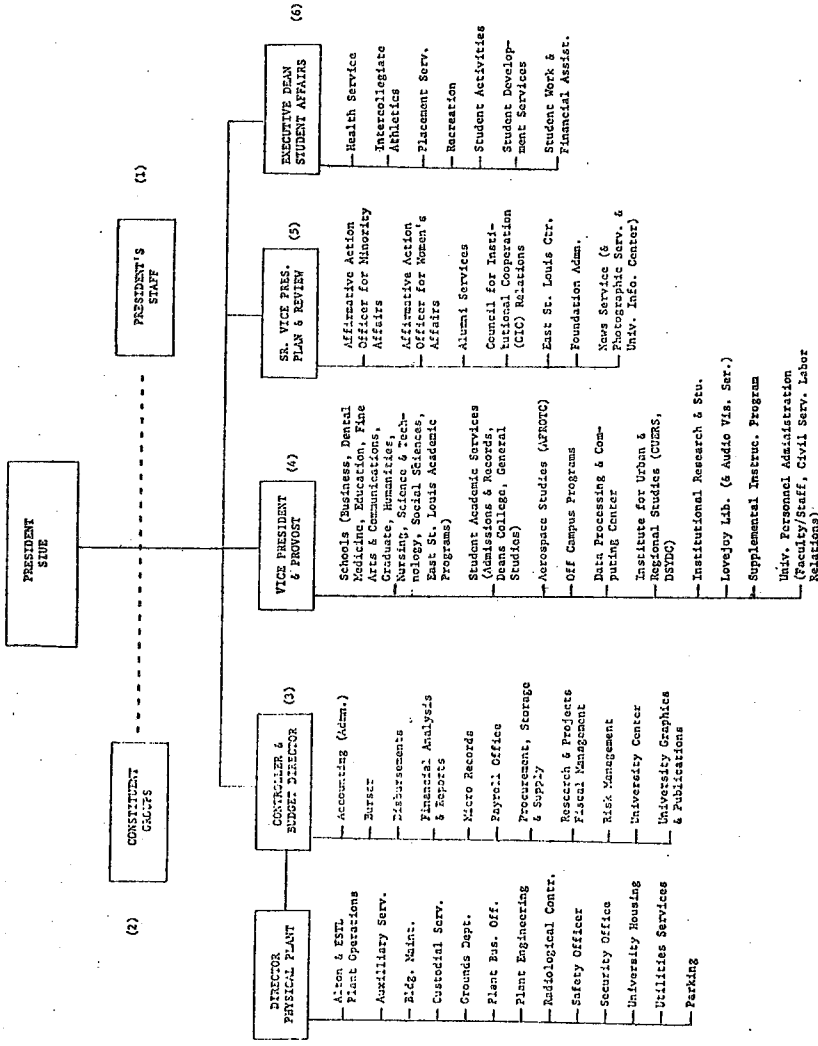 PRESIDENT
SIUE
CONSTITUENT
GROUPS
(2)
PRESIDENT'S
STAFF
(1)
DIRECTOR
PHYSICAL PLANT
Alton & ESTL
Plant Operations
Auxilliary Serv.
Bldg. Maint.
Custodial Serv.
Grounds Dept.
Plant Bus. Off.
Plant Engineering
Radiological Contr.
Safety Officer
Security Office
University Housing
Utilities Services
Parking
CONTROLLER &
BUDGET DIRECTOR
(3)
Accounting (Adm.)
Bursar
Disbursements
Financial Analysis
& Reports
Micro Records
Payroll Office
Procurement, Storage
& Supply
Research & Projects
Fiscal Management
Risk Management
University Center
University Graphics
& Publications
VICE PRESIDENT
& PROVOST
(4)
Schools (Business, Dental
Medicine, Education, Fine
Arts & Communications,
Graduate, Humanities,
Nursing, Science & Tech-
nology, Social Sciences,
East St. Louis Academic
Programs)
Student Academic Services
(Admissions & Records,
Deans College, General
Studies)
Aerospace Studies (AFROTC)
Off Campus Programs
Data Processing & Com-
puting Center
Institute for Urban &
Regional Studies (CUERS,
DSYDC)
Institutional Research & Stu.
Lovejoy Lib. (& Audio Vis. Ser.)
Supplemental Instruc. Program
Univ. Personnel Administration
(Faculty/Staff, Civil Serv. Labor
Relations)
SR. VICE PRES.
PLAN & REVIEW
(5)
Affirmative Action
Officer for Minority
Affairs
Affirmative Action
Officer for Women's
Affairs
Alumni Services
Council for Insti-
tutional Cooperation
(CIC) Relations
East St. Louis Ctr.
Foundation Adm.
News Service (&
Photographic Serv. &
Univ. Info. Center)
EXECUTIVE DEAN
STUDENT AFFAIRS
(6)
Health Service
Intercollegiate
Athletics
Placement Serv.
Recreation
Student Activities
Student Develop-
ment Services
Student Work &
Financial Assist.